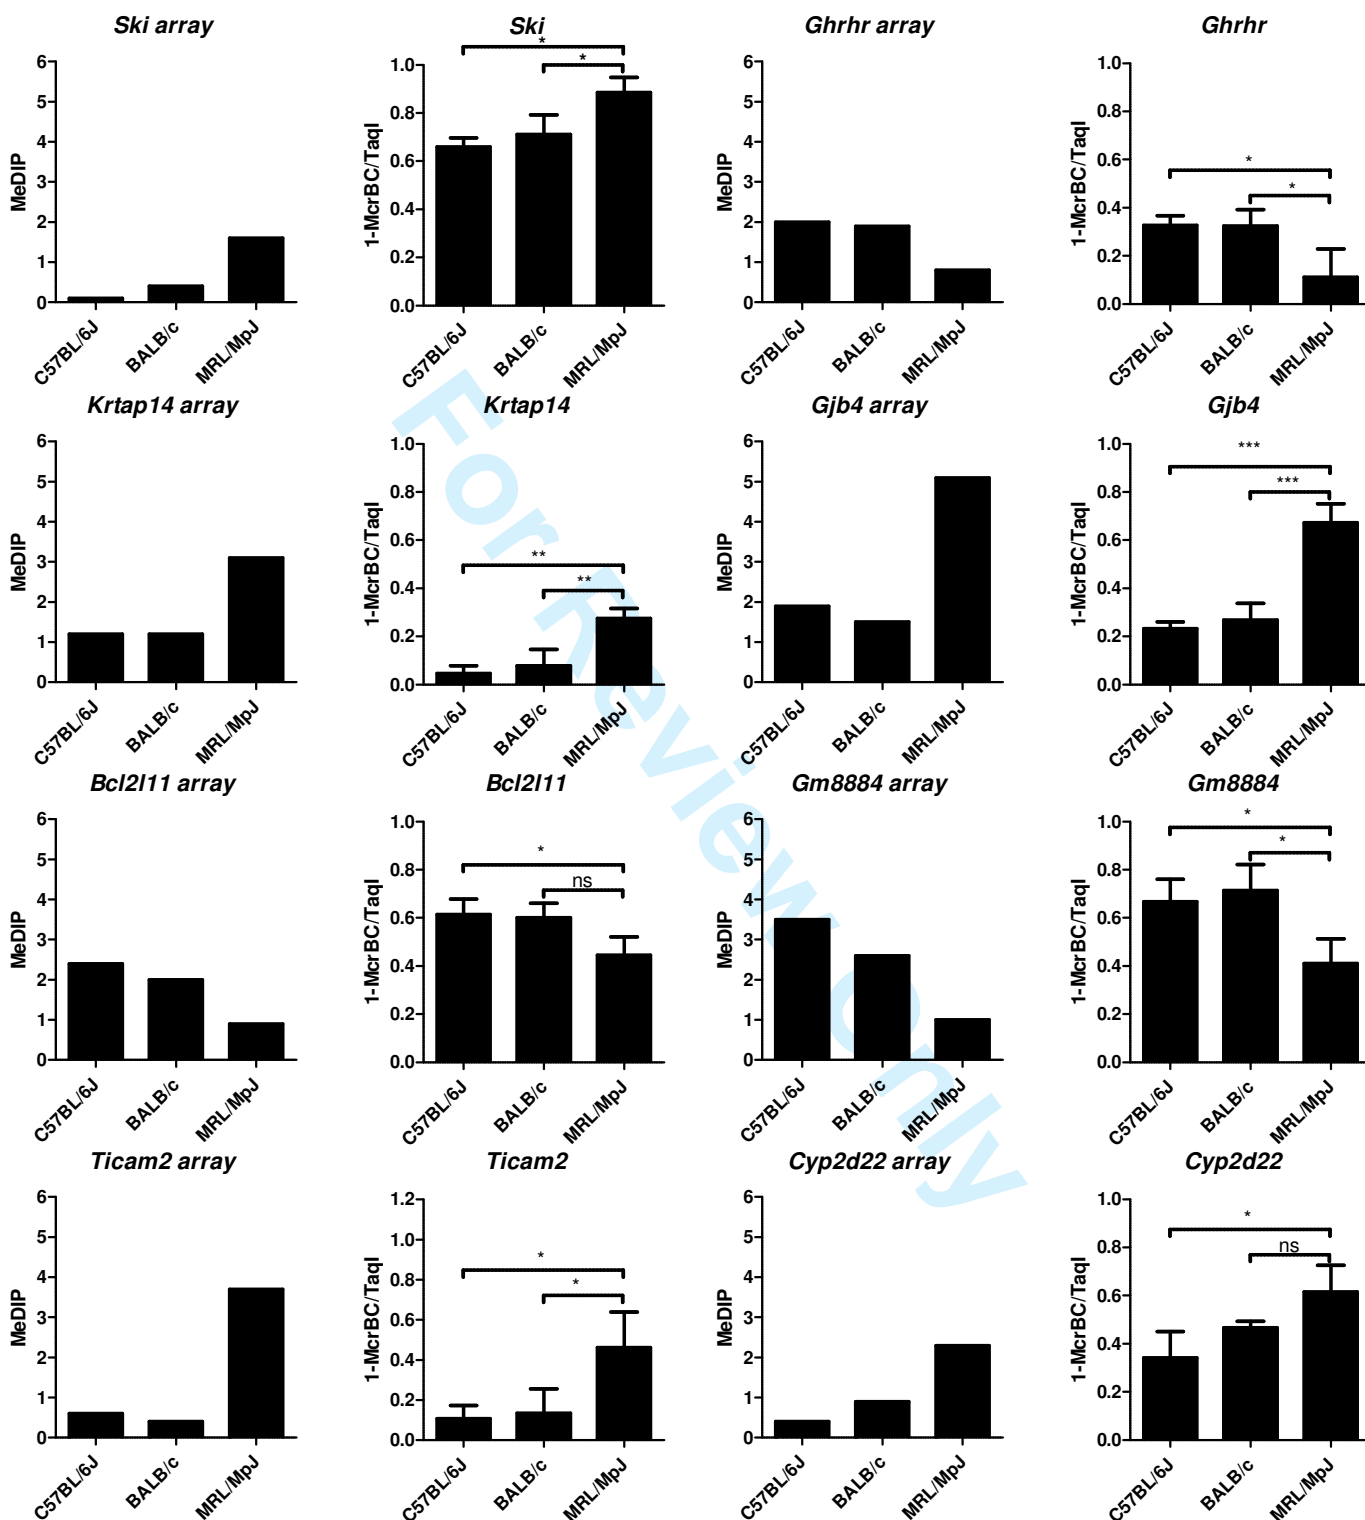 Ski array
MeDIP
6
5
4
3
2
1
0
C57BL/6J
BALB/c
MRL/MpJ
Ski
1-McrBC/TaqI
*
*
1.0
0.8
0.6
0.4
0.2
0.0
C57BL/6J
BALB/c
MRL/MpJ
Ghrhr array
MeDIP
6
5
4
3
2
1
0
C57BL/6J
BALB/c
MRL/MpJ
Ghrhr
1-McrBC/TaqI
*
*
1.0
0.8
0.6
0.4
0.2
0.0
C57BL/6J
BALB/c
MRL/MpJ
Krtap14 array
MeDIP
6
5
4
3
2
1
0
C57BL/6J
BALB/c
MRL/MpJ
Krtap14
1-McrBC/TaqI
**
**
1.0
0.8
0.6
0.4
0.2
0.0
C57BL/6J
BALB/c
MRL/MpJ
Gjb4 array
MeDIP
6
5
4
3
2
1
0
C57BL/6J
BALB/c
MRL/MpJ
Gjb4
1-McrBC/TaqI
***
***
1.0
0.8
0.6
0.4
0.2
0.0
C57BL/6J
BALB/c
MRL/MpJ
Bcl2l11 array
MeDIP
6
5
4
3
2
1
0
C57BL/6J
BALB/c
MRL/MpJ
Bcl2l11
1-McrBC/TaqI
*
ns
1.0
0.8
0.6
0.4
0.2
0.0
C57BL/6J
BALB/c
MRL/MpJ
Gm8884 array
MeDIP
6
5
4
3
2
1
0
C57BL/6J
BALB/c
MRL/MpJ
Gm8884
1-McrBC/TaqI
*
*
1.0
0.8
0.6
0.4
0.2
0.0
C57BL/6J
BALB/c
MRL/MpJ
Ticam2 array
MeDIP
6
5
4
3
2
1
0
C57BL/6J
BALB/c
MRL/MpJ
Ticam2
1-McrBC/TaqI
*
*
1.2
1.0
0.8
0.6
0.4
0.2
0.0
C57BL/6J
BALB/c
MRL/MpJ
Cyp2d22 array
MeDIP
6
5
4
3
2
1
0
C57BL/6J
BALB/c
MRL/MpJ
Cyp2d22
1-McrBC/TaqI
*
ns
1.0
0.8
0.6
0.4
0.2
0.0
C57BL/6J
BALB/c
MRL/MpJ
For Review Only